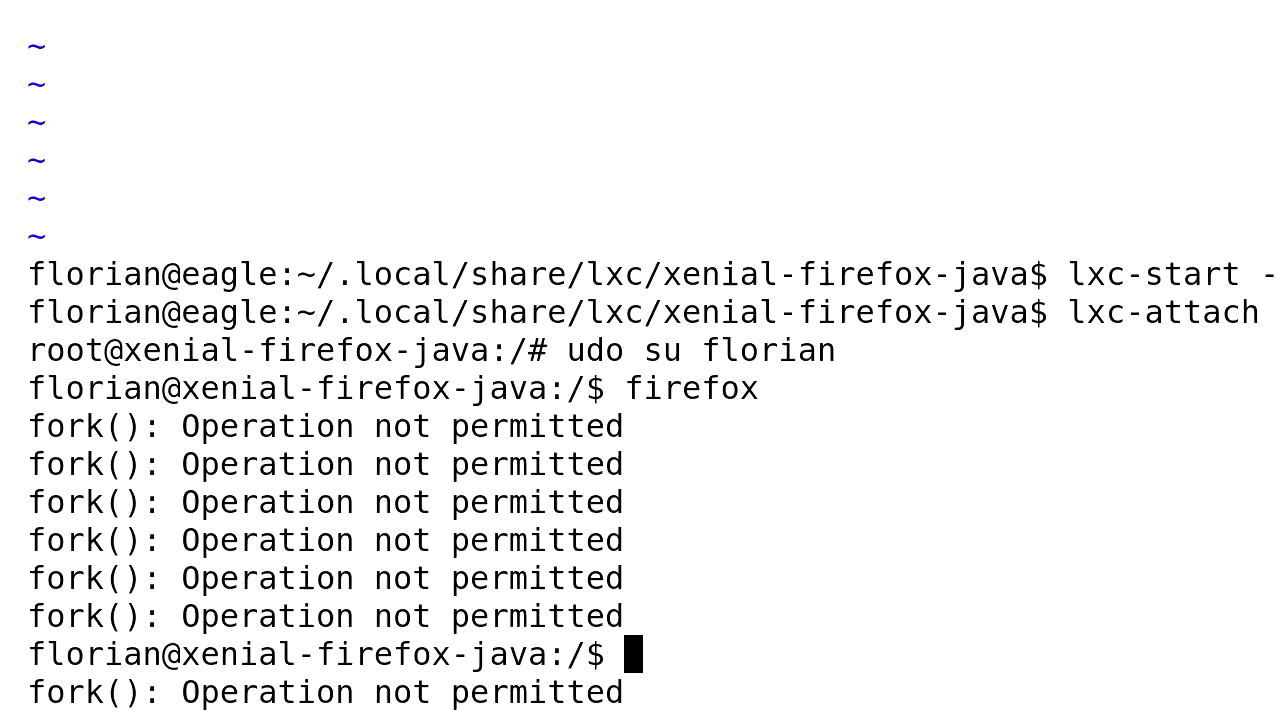 ~
~
~
~
~
~
florian@eagle:~/.local/share/lxc/xenial-firefox-java$ lxc-start -
florian@eagle:~/.local/share/lxc/xenial-firefox-java$ lxc-attach
root@xenial-firefox-java:/# udo su florian
florian@xenial-firefox-java:/$ firefox
fork(): Operation not permitted
fork(): Operation not permitted
fork(): Operation not permitted
fork(): Operation not permitted
fork(): Operation not permitted
fork(): Operation not permitted
florian@xenial-firefox-java:/$
fork(): Operation not permitted